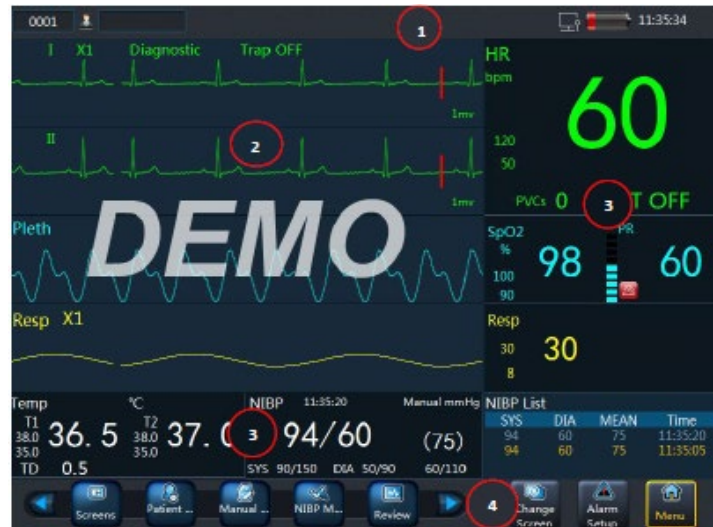 0001 11:35:34
1
I X1 Diagnostic Trap OFF
1mv
HR
bpm
60
120
50
PVCs 0 3 T OFF
II
2
1mv
DEMO
Pleth
SpO2 PR
%
98 60
100
90
Resp X1
Resp
30
30
8
Temp ℃
T1 T2
38.0 36.5 38.0 37.
35.0 35.0
TD 0.5
NIBP 11:35:20 Manual mmHg
3 94/60 (75)
SYS 90/150 DIA 50/90 60/110
NIBP List
SYS DIA MEAN Time
94 60 75 11:35:20
94 60 75 11:35:05
Screens
Patient ...
Manual ...
NIBP M...
Review
4
Change
Screen
Alarm
Setup
Menu